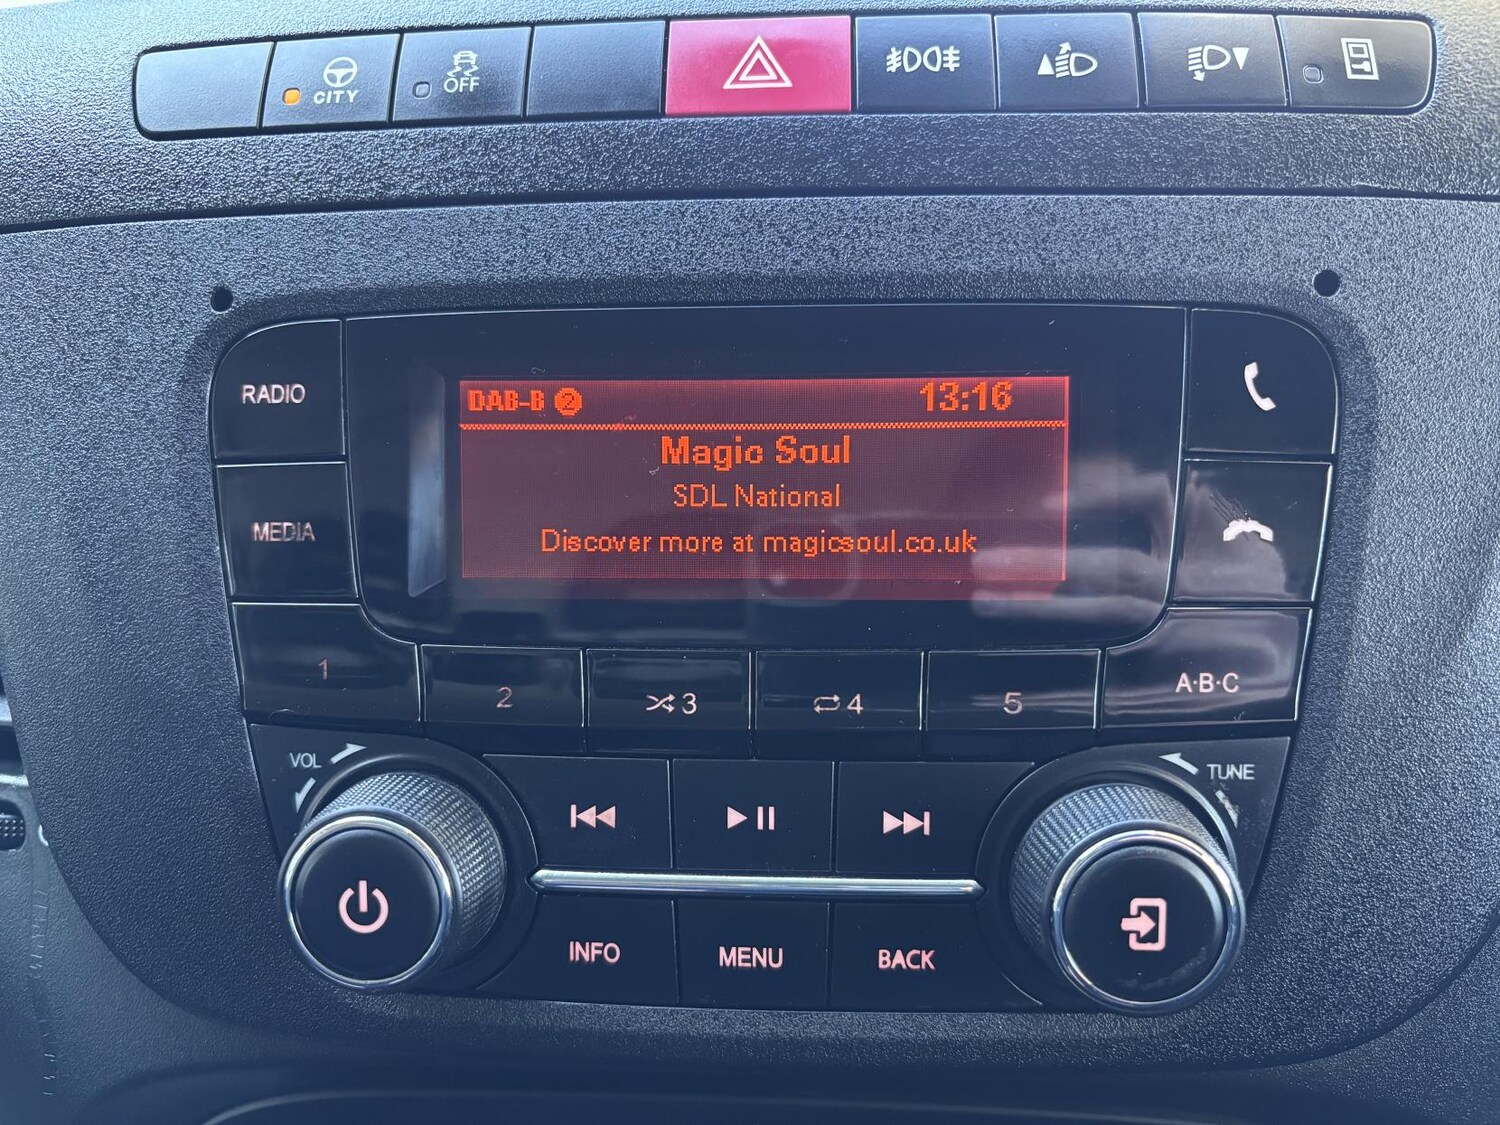 CITY
OFF
RADIO
DAB-B 2
13:16
Magic Soul
SDL National
Discover more at magicsoul.co.uk
MEDIA
1
2
3
4
5
A·B·C
VOL
TUNE
INFO
MENU
BACK